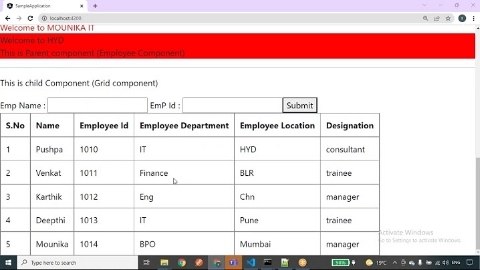 SimpleApplication
localhost:4200
Welcome to MOUNIKA IT
Welcome to HYD
This is Parent component (Employee Component)
This is child Component (Grid component)
Emp Name : EmP Id : Submit
S.No Name Employee Id Employee Department Employee Location Designation
1 Pushpa 1010 IT HYD consultant
2 Venkat 1011 Finance BLR trainee
3 Karthik 1012 Eng Chn manager
4 Deepthi 1013 IT Pune trainee
5 Mounika 1014 BPO Mumbai manager
Activate Windows
Go to Settings to activate Windows.
Type here to search
19°C
ENG